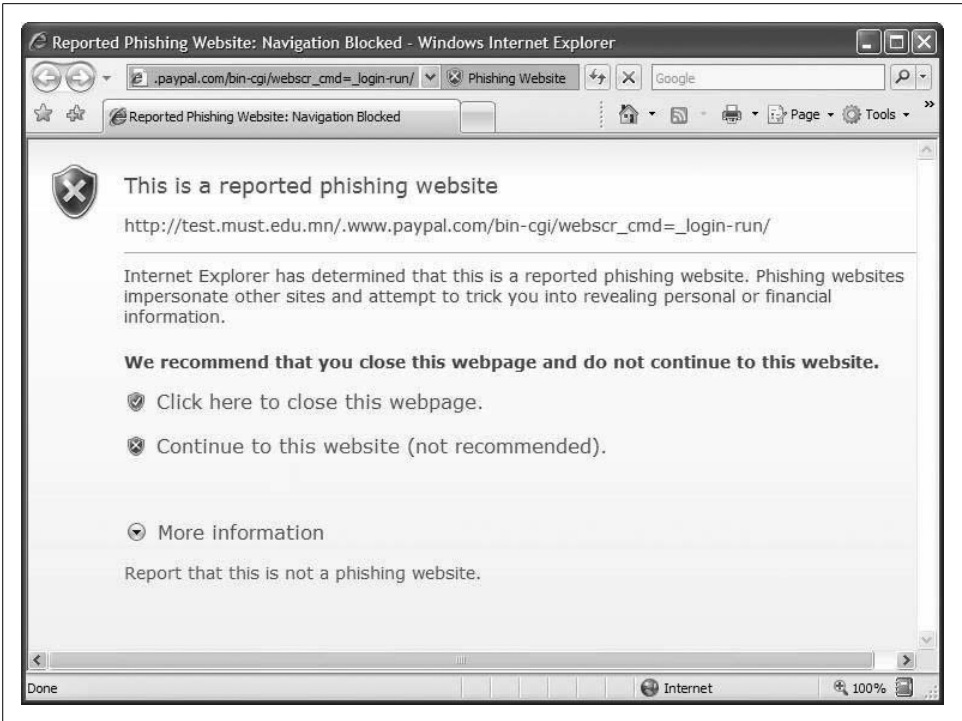 Reported Phishing Website: Navigation Blocked - Windows Internet Explorer
.paypal.com/bin-cgi/webscr_cmd=_login-run/ Phishing Website Google
Reported Phishing Website: Navigation Blocked Page Tools »
This is a reported phishing website
http://test.must.edu.mn/.www.paypal.com/bin-cgi/webscr_cmd=_login-run/
Internet Explorer has determined that this is a reported phishing website. Phishing websites
impersonate other sites and attempt to trick you into revealing personal or financial
information.
We recommend that you close this webpage and do not continue to this website.
Click here to close this webpage.
Continue to this website (not recommended).
More information
Report that this is not a phishing website.
Done Internet 100%